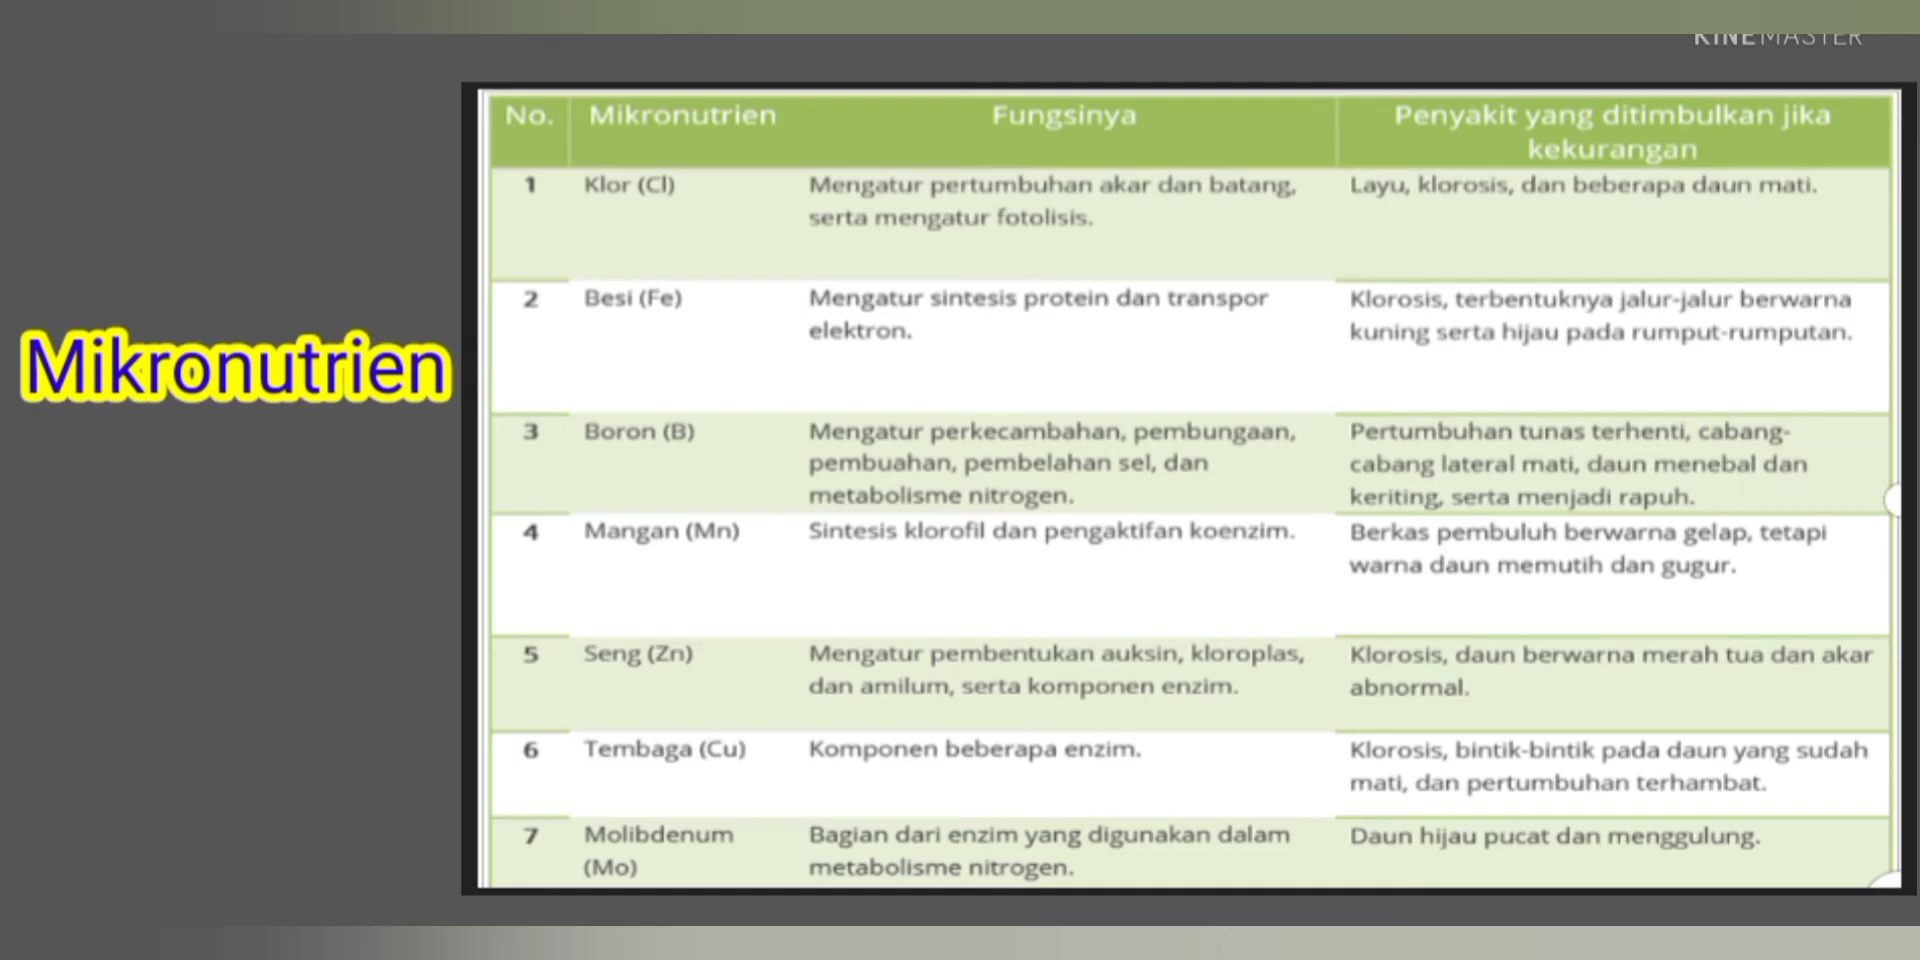 KINEMASTER
Mikronutrien
No. Mikronutrien Fungsinya Penyakit yang ditimbulkan jika
kekurangan
1 Klor (Cl) Mengatur pertumbuhan akar dan batang, Layu, klorosis, dan beberapa daun mati.
serta mengatur fotolisis.
2 Besi (Fe) Mengatur sintesis protein dan transpor Klorosis, terbentuknya jalur-jalur berwarna
elektron. kuning serta hijau pada rumput-rumputan.
3 Boron (B) Mengatur perkecambahan, pembungaan, Pertumbuhan tunas terhenti, cabang-
pembuahan, pembelahan sel, dan cabang lateral mati, daun menebal dan
metabolisme nitrogen. keriting, serta menjadi rapuh.
4 Mangan (Mn) Sintesis klorofil dan pengaktifan koenzim. Berkas pembuluh berwarna gelap, tetapi
warna daun memutih dan gugur.
5 Seng (Zn) Mengatur pembentukan auksin, kloroplas, Klorosis, daun berwarna merah tua dan akar
dan amilum, serta komponen enzim. abnormal.
6 Tembaga (Cu) Komponen beberapa enzim. Klorosis, bintik-bintik pada daun yang sudah
mati, dan pertumbuhan terhambat.
7 Molibdenum Bagian dari enzim yang digunakan dalam Daun hijau pucat dan menggulung.
(Mo) metabolisme nitrogen.